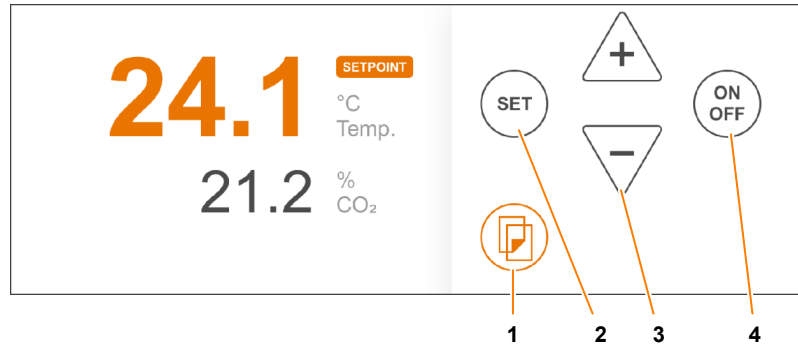 24.1
SETPOINT
°C
Temp.
21.2
%
CO₂
+
SET
ON
OFF
−
1
2
3
4